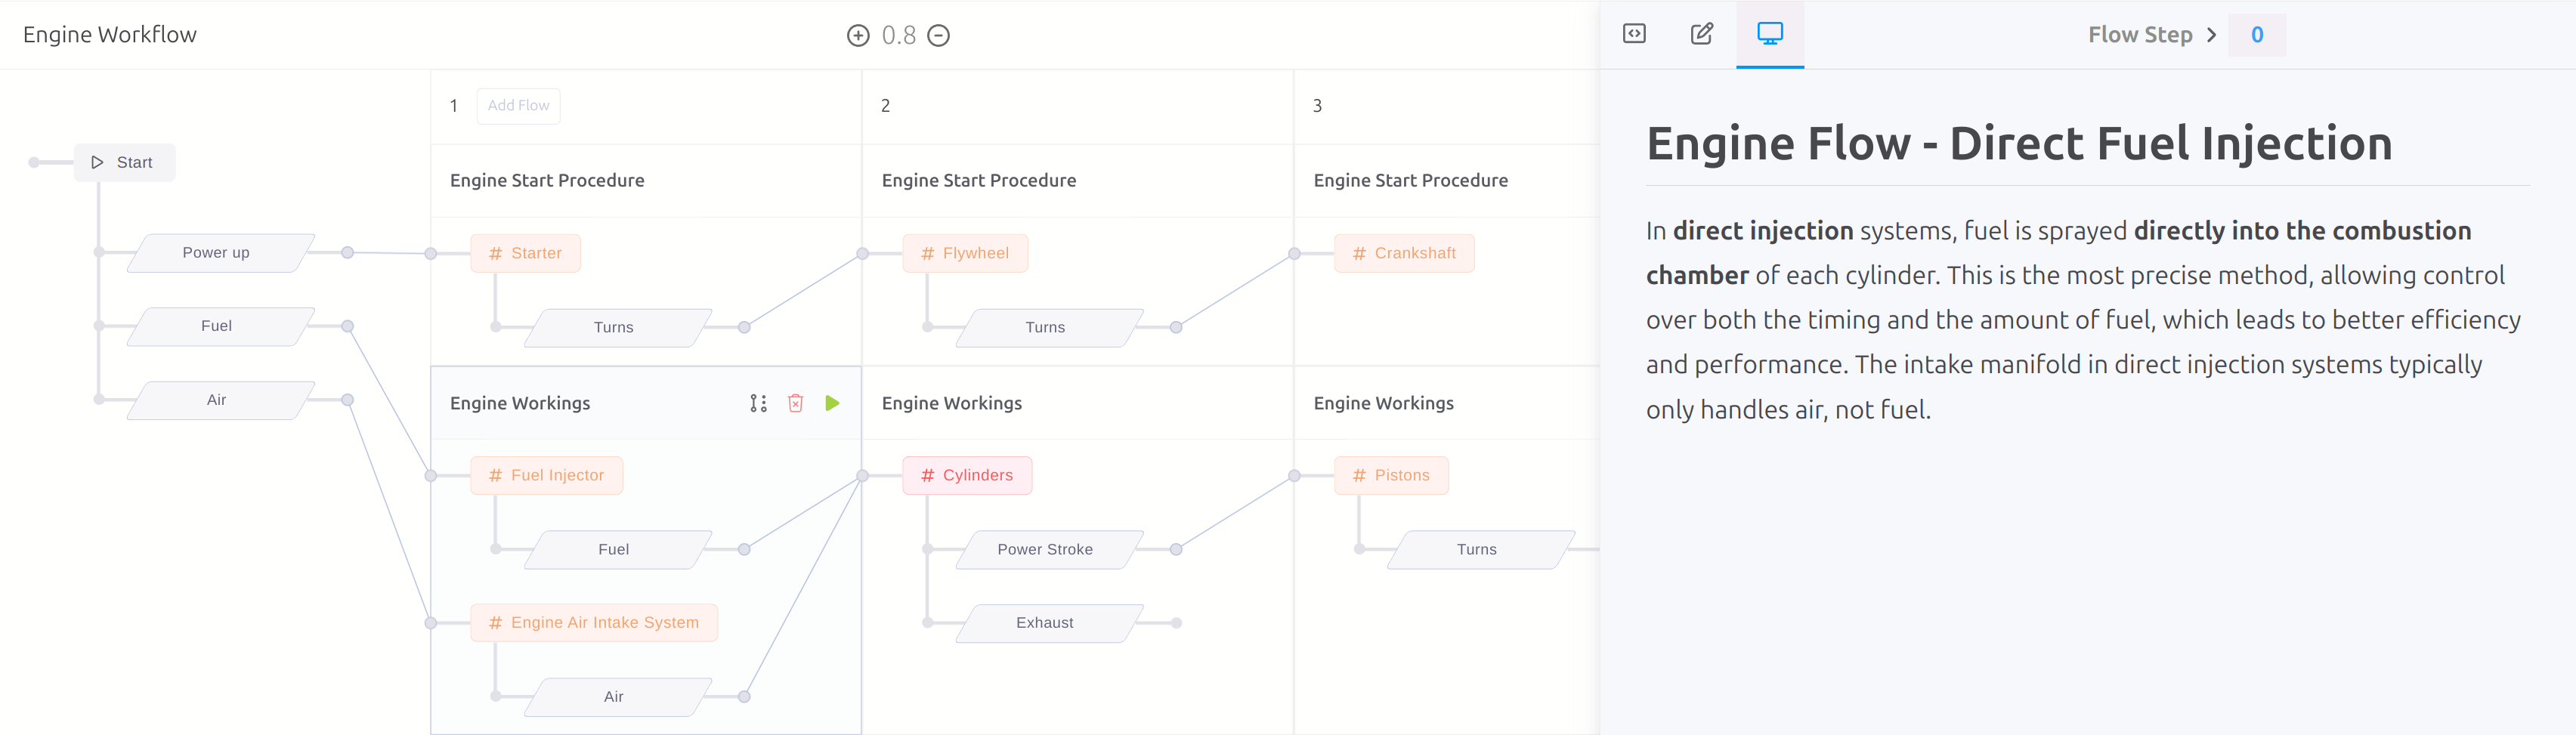 Engine Workflow
0.8
Flow Step
0
1
Add Flow
2
3
Start
Power up
Fuel
Air
Engine Start Procedure
Engine Start Procedure
Engine Start Procedure
# Starter
# Flywheel
# Crankshaft
Turns
Turns
Engine Workings
Engine Workings
Engine Workings
# Fuel Injector
# Cylinders
# Pistons
Fuel
Power Stroke
Turns
# Engine Air Intake System
Exhaust
Air
Engine Flow - Direct Fuel Injection
In direct injection systems, fuel is sprayed directly into the combustion
chamber of each cylinder. This is the most precise method, allowing control
over both the timing and the amount of fuel, which leads to better efficiency
and performance. The intake manifold in direct injection systems typically
only handles air, not fuel.